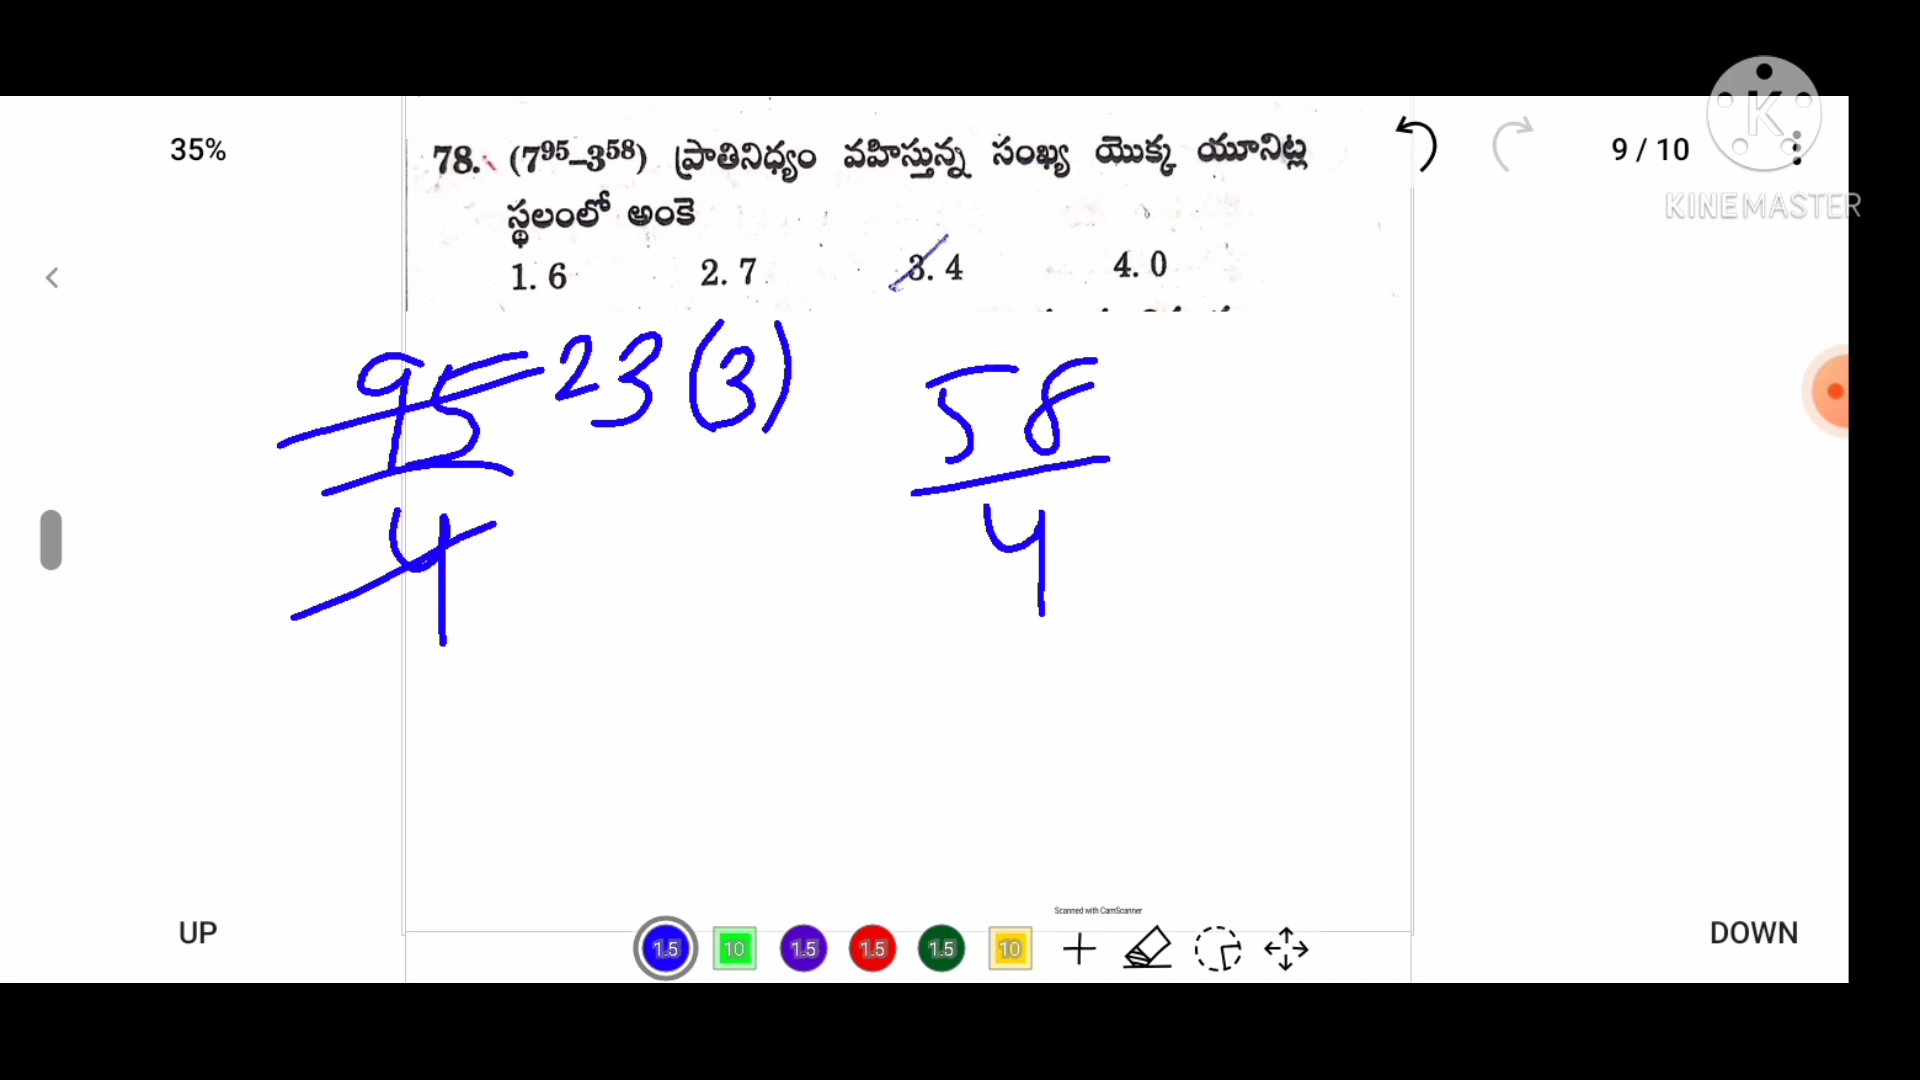 35%
78. (7⁹⁵–3⁵⁸) ప్రాతినిధ్యం వహిస్తున్న సంఖ్య యొక్క యూనిట్ల
స్థలంలో అంకె
1. 6 2. 7 3. 4 4. 0
9 / 10
K
KINEMASTER
95 23 (3)
4
58
4
Scanned with CamScanner
UP
1.5 10 1.5 1.5 1.5 10
DOWN